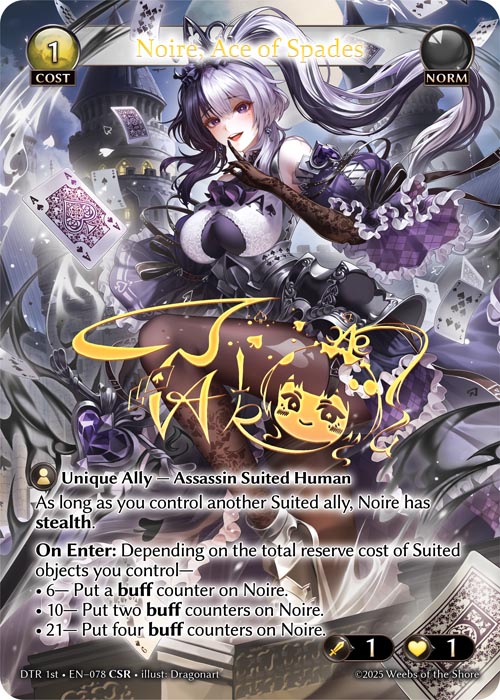 1
COST
Noire, Ace of Spades
NORM
Unique Ally — Assassin Suited Human
As long as you control another Suited ally, Noire has
stealth.
On Enter: Depending on the total reserve cost of Suited
objects you control—
• 6— Put a buff counter on Noire.
• 10— Put two buff counters on Noire.
• 21— Put four buff counters on Noire.
1
1
DTR 1st • EN-078 CSR • illust: Dragonart
©2025 Weebs of the Shore